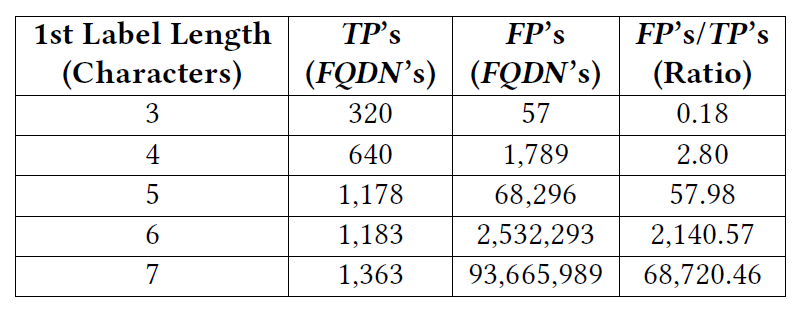 1st Label Length (Characters) TP's (FQDN's) FP's (FQDN's) FP's/TP's (Ratio)
3 320 57 0.18
4 640 1,789 2.80
5 1,178 68,296 57.98
6 1,183 2,532,293 2,140.57
7 1,363 93,665,989 68,720.46